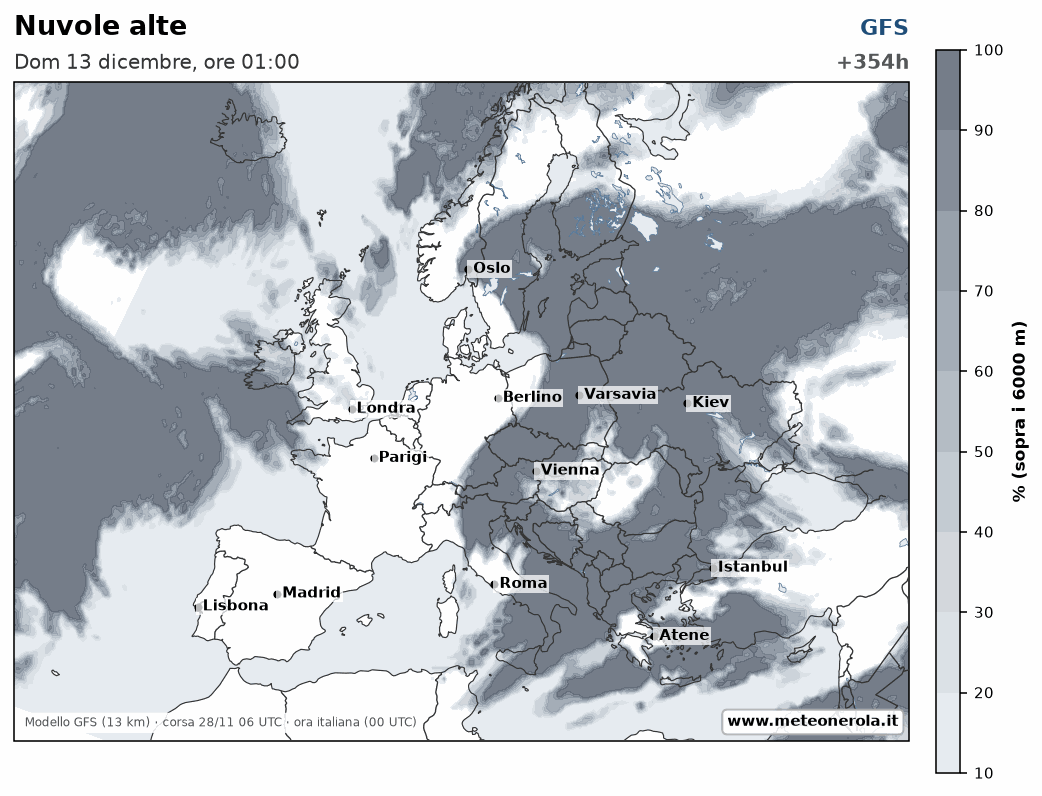 Nuvole alte
GFS
Dom 13 dicembre, ore 01:00
+354h
Oslo
Berlino
Varsavia
Kiev
Londra
Parigi
Vienna
Istanbul
Roma
Madrid
Lisbona
Atene
Modello GFS (13 km) · corsa 28/11 06 UTC · ora italiana (00 UTC)
www.meteonerola.it
100
90
80
70
60
50
40
30
20
10
% (sopra i 6000 m)